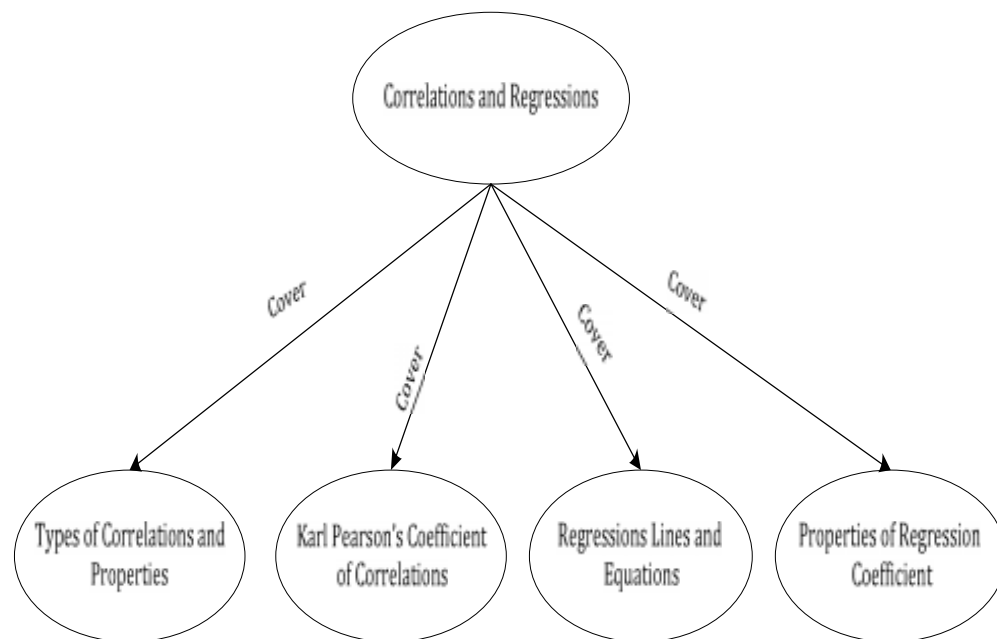 Correlations and Regressions
Cover
Cover
Cover
Cover
Types of Correlations and
Properties
Karl Pearson's Coefficient
of Correlations
Regressions Lines and
Equations
Properties of Regression
Coefficient